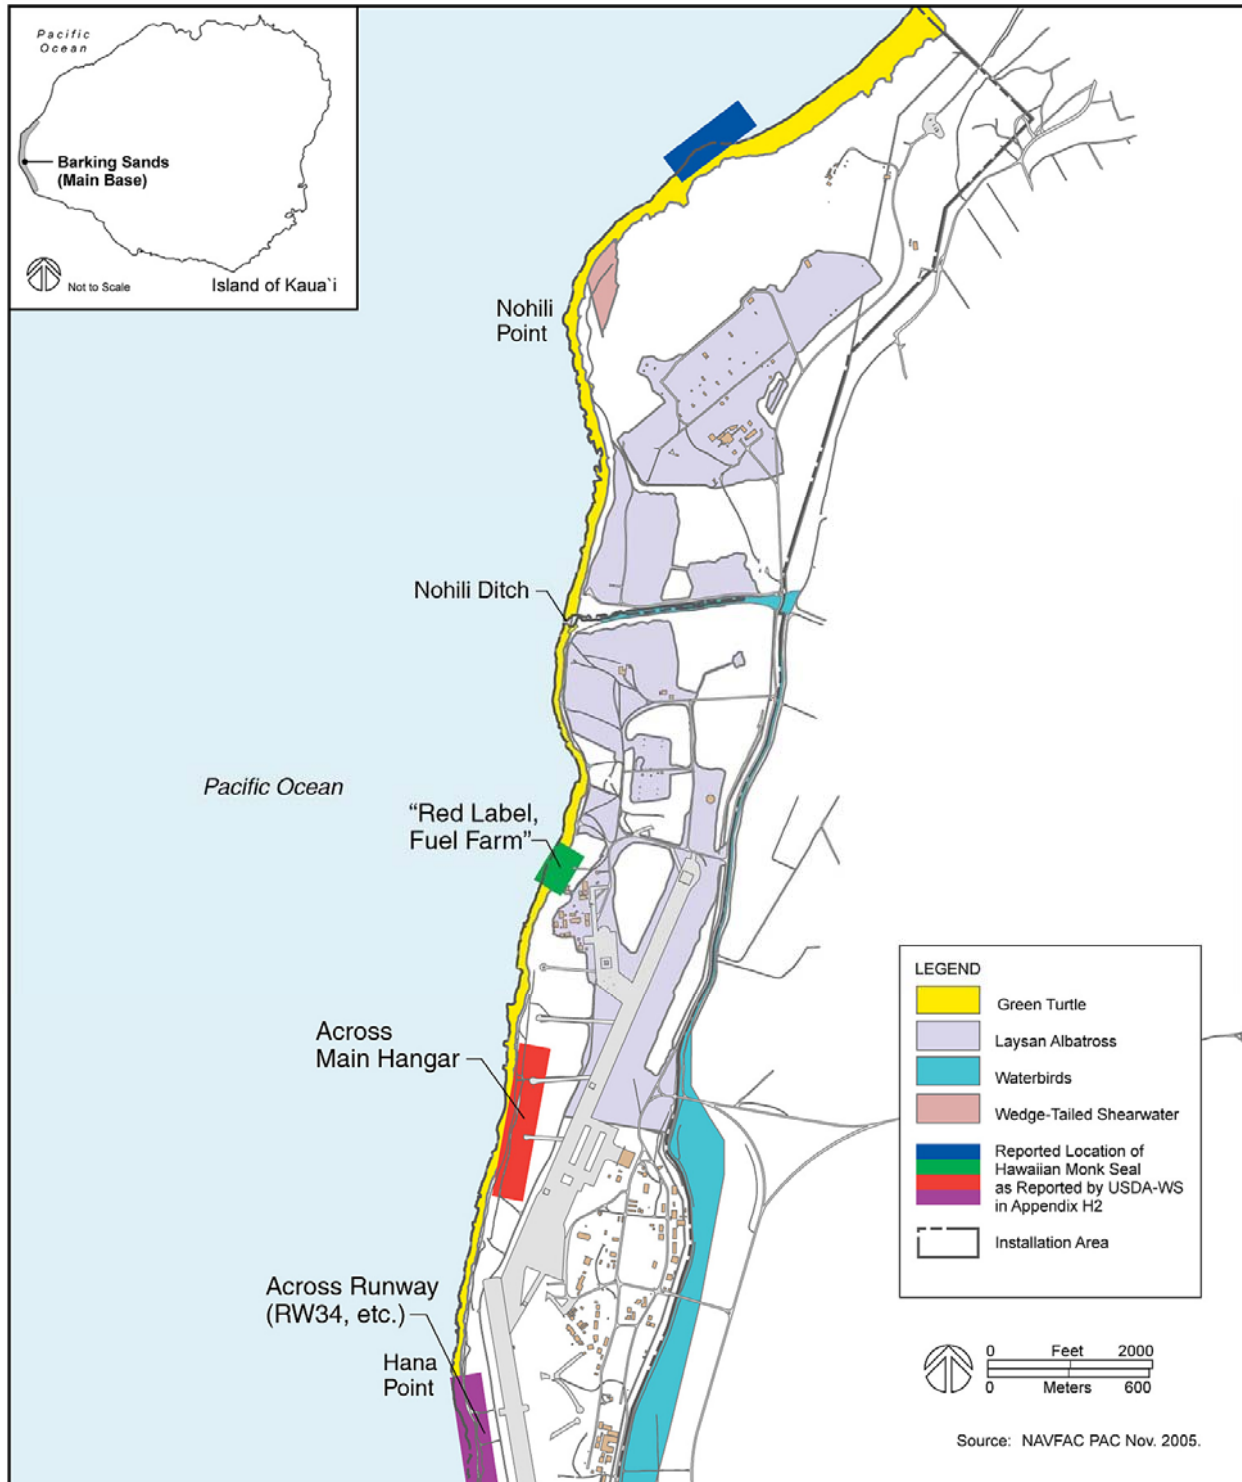 Pacific
Ocean
Barking Sands
(Main Base)
Not to Scale
Island of Kaua`i
Nohili
Point
Nohili Ditch
Pacific Ocean
“Red Label,
Fuel Farm”
Across
Main Hangar
Across Runway
(RW34, etc.)
Hana
Point
LEGEND
Green Turtle
Laysan Albatross
Waterbirds
Wedge-Tailed Shearwater
Reported Location of
Hawaiian Monk Seal
as Reported by USDA-WS
in Appendix H2
Installation Area
0 Feet 2000
0 Meters 600
Source: NAVFAC PAC Nov. 2005.